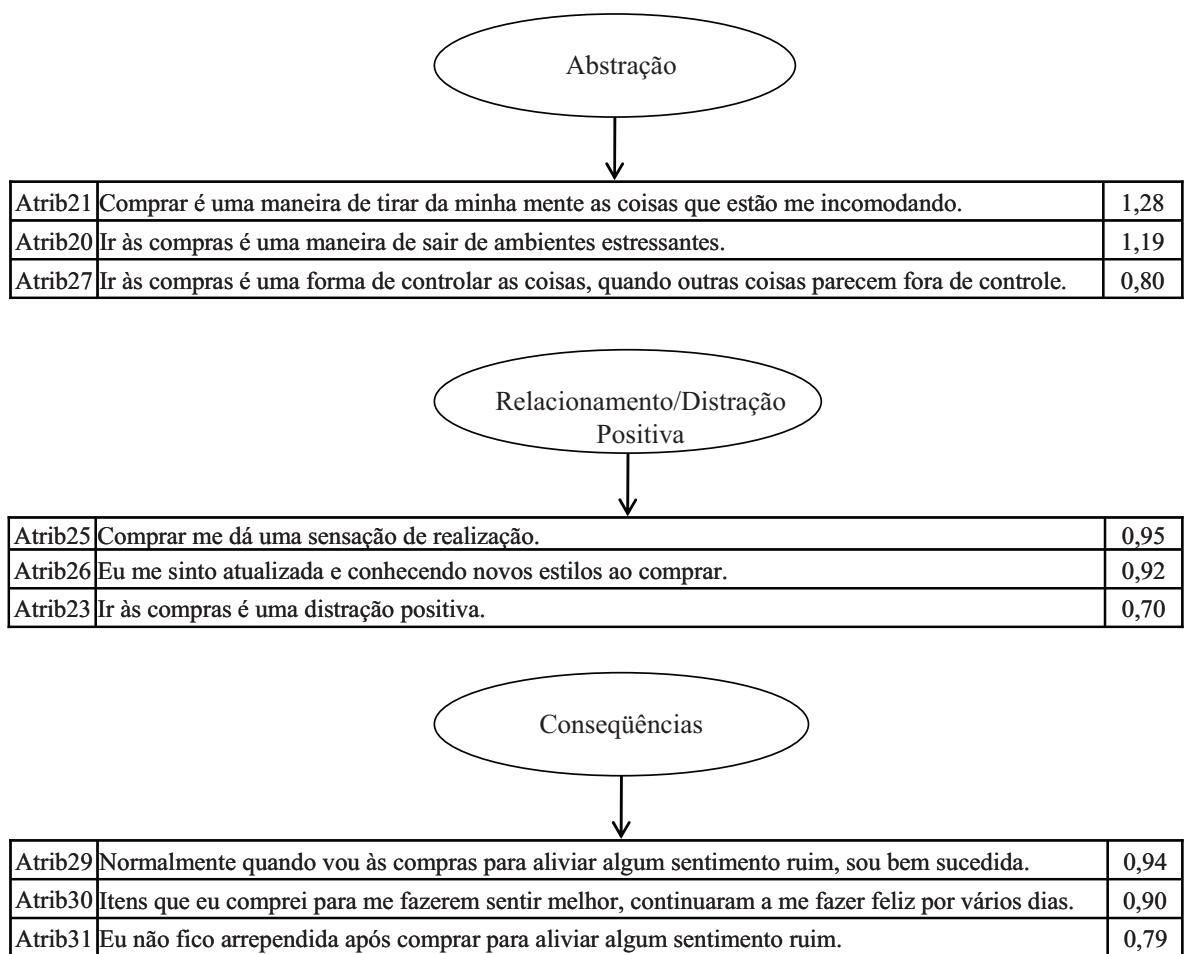 Abstração
Atrib21 Comprar é uma maneira de tirar da minha mente as coisas que estão me incomodando. 1,28
Atrib20 Ir às compras é uma maneira de sair de ambientes estressantes. 1,19
Atrib27 Ir às compras é uma forma de controlar as coisas, quando outras coisas parecem fora de controle. 0,80
Relacionamento/Distração
Positiva
Atrib25 Comprar me dá uma sensação de realização. 0,95
Atrib26 Eu me sinto atualizada e conhecendo novos estilos ao comprar. 0,92
Atrib23 Ir às compras é uma distração positiva. 0,70
Conseqüências
Atrib29 Normalmente quando vou às compras para aliviar algum sentimento ruim, sou bem sucedida. 0,94
Atrib30 Itens que eu comprei para me fazerem sentir melhor, continuaram a me fazer feliz por vários dias. 0,90
Atrib31 Eu não fico arrependida após comprar para aliviar algum sentimento ruim. 0,79